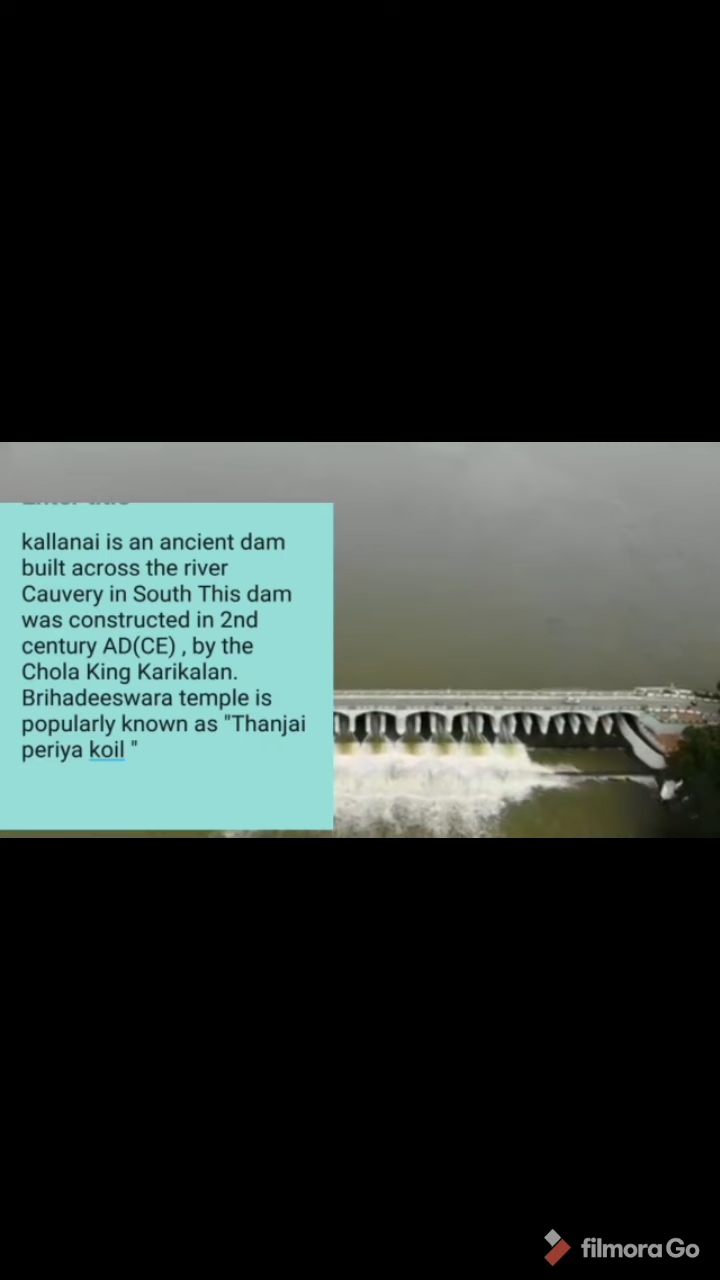 kallanai is an ancient dam
built across the river
Cauvery in South This dam
was constructed in 2nd
century AD(CE) , by the
Chola King Karikalan.
Brihadeeswara temple is
popularly known as "Thanjai
periya koil "
filmora Go